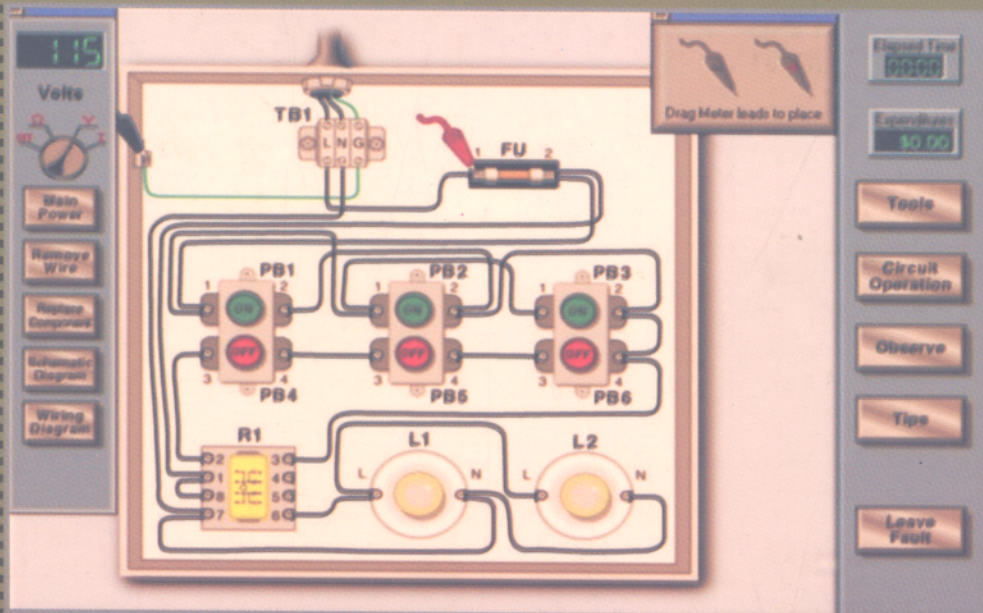 115
Volts
OFF
Ω
V
I
Main
Power
Remove
Wire
Replace
Component
Schematic
Diagram
Wiring
Diagram
TB1
L N G
FU
1 2
Drag Meter leads to place
Elapsed Time
00:00
Expenditures
$0.00
Tools
Circuit
Operation
Observe
Tips
Leave
Fault
PB1
1 2
ON
OFF
3 4
PB4
PB2
1 2
ON
OFF
3 4
PB5
PB3
1 2
ON
OFF
3 4
PB6
R1
2 3
1 4
8 5
7 6
L1
L N
L2
L N